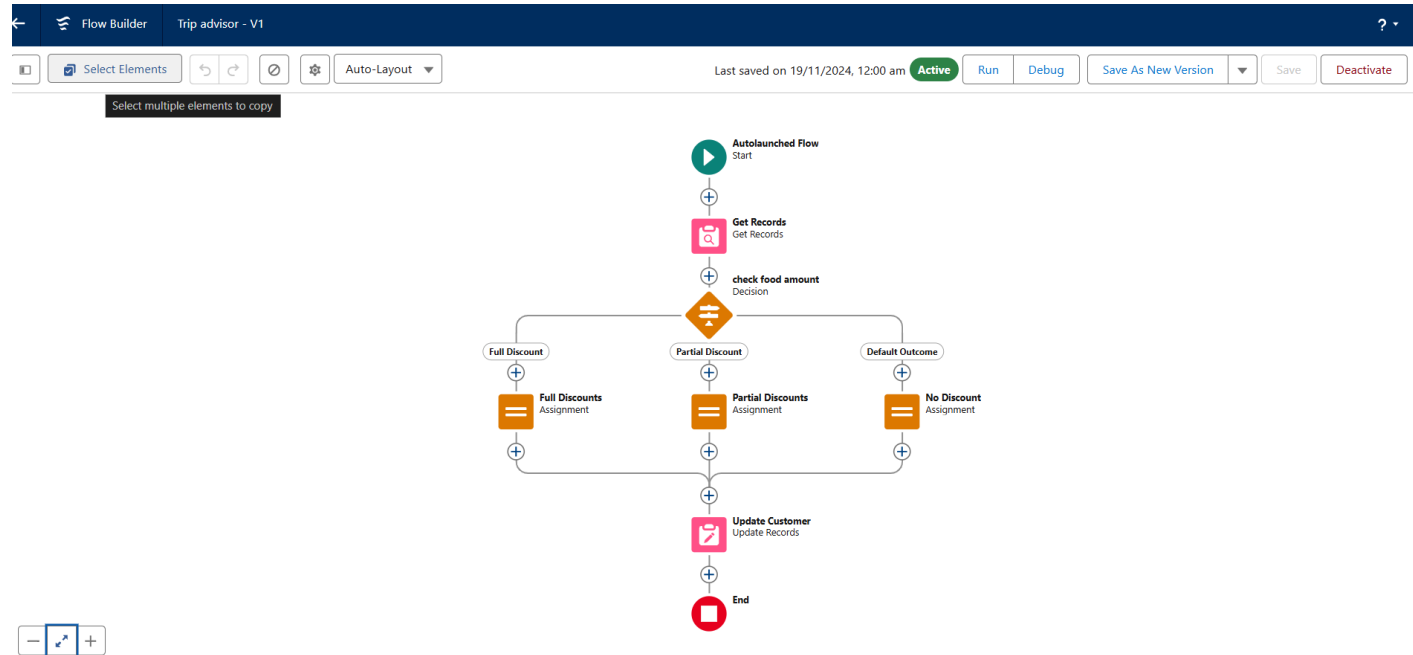 Flow Builder Trip advisor - V1 ?
Select Elements Auto-Layout Last saved on 19/11/2024, 12:00 am Active Run Debug Save As New Version Save Deactivate
Select multiple elements to copy
Autolaunched Flow
Start
Get Records
Get Records
check food amount
Decision
Full Discount Partial Discount Default Outcome
Full Discounts Partial Discounts No Discount
Assignment Assignment Assignment
Update Customer
Update Records
End